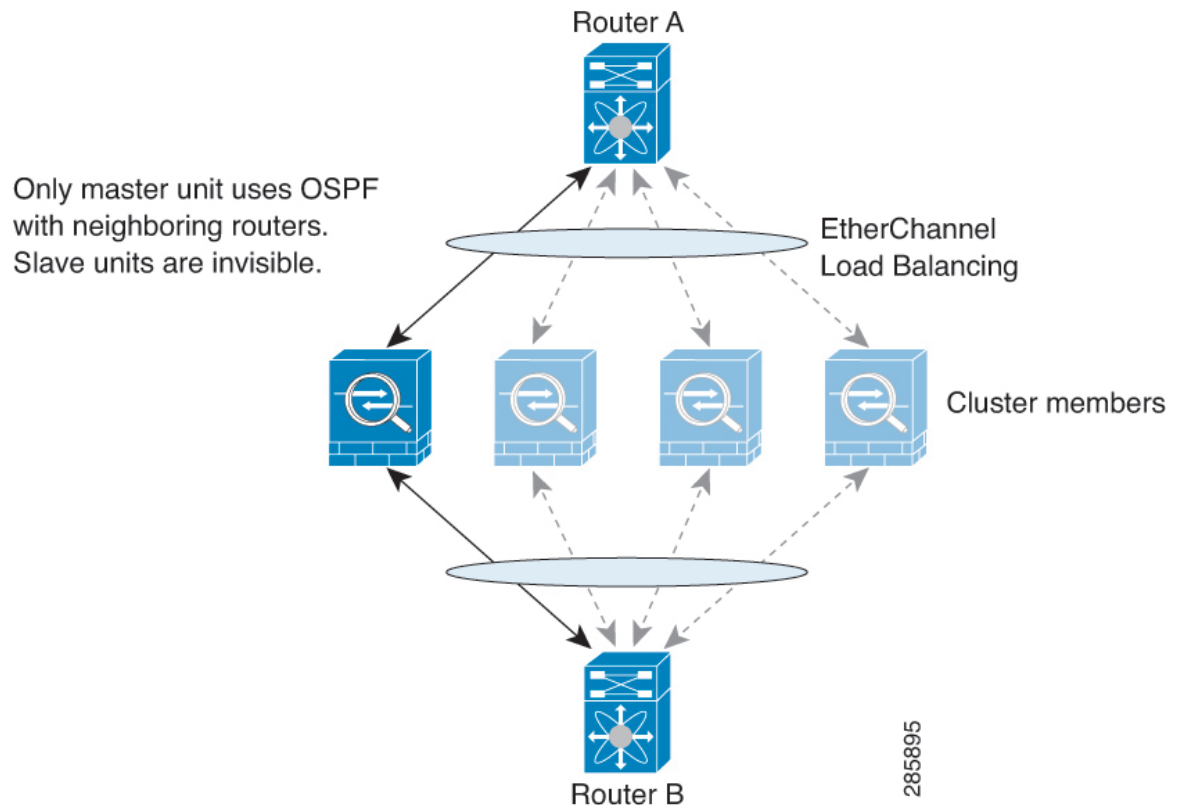 Router A
Only master unit uses OSPF
with neighboring routers.
Slave units are invisible.
EtherChannel
Load Balancing
Cluster members
Router B
285895